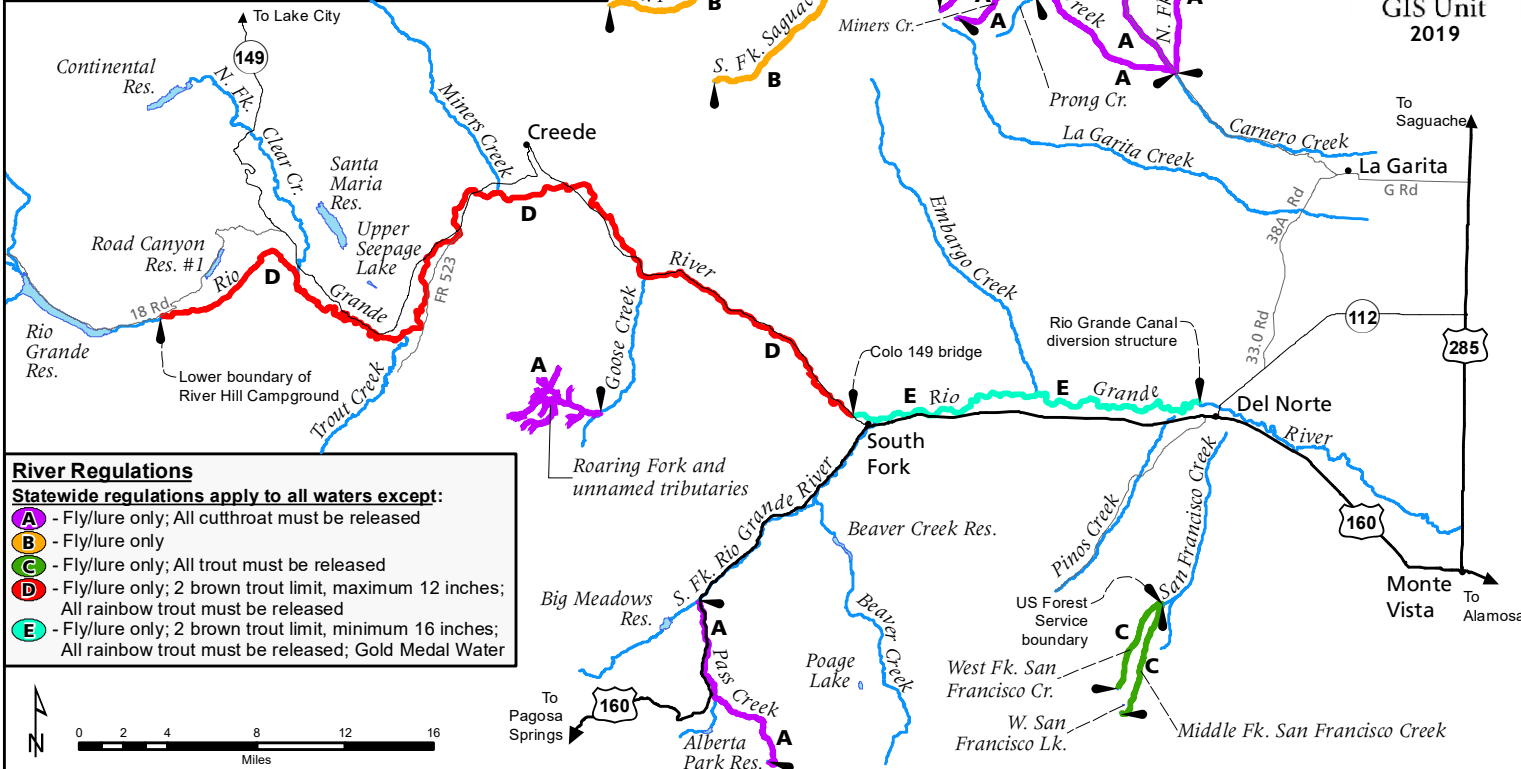 To Lake City
B
GIS Unit
2019
149
Continental
Res.
N. Fk.
Clear Cr.
Miners Creek
S. Fk. Saguac
B
Miners Cr.
A
A
reek
A
A
N. Fk
A
Prong Cr.
To
Saguache
Creede
Carnero Creek
La Garita Creek
La Garita
G Rd
38A Rd
Santa
Maria
Res.
Upper
Seepage
Lake
Road Canyon
Res. #1
D
D
Rio
Grande
River
FR 523
18 Rd
Embargo Creek
Rio
Grande
Res.
Lower boundary of
River Hill Campground
Trout Creek
Goose Creek
A
D
Colo 149 bridge
Rio Grande Canal
diversion structure
33.0 Rd
112
285
E
Rio
E
Grande
Del Norte
River
South
Fork
Roaring Fork and
unnamed tributaries
S. Fk. Rio Grande River
Beaver Creek Res.
Pinos Creek
San Francisco Creek
160
Monte
Vista
To
Alamosa
River Regulations
Statewide regulations apply to all waters except:
A - Fly/lure only; All cutthroat must be released
B - Fly/lure only
C - Fly/lure only; All trout must be released
D - Fly/lure only; 2 brown trout limit, maximum 12 inches;
All rainbow trout must be released
E - Fly/lure only; 2 brown trout limit, minimum 16 inches;
All rainbow trout must be released; Gold Medal Water
Big Meadows
Res.
A
Pass Creek
A
Beaver Creek
Poage
Lake
US Forest
Service
boundary
C
C
West Fk. San
Francisco Cr.
W. San
Francisco Lk.
Middle Fk. San Francisco Creek
To
Pagosa
Springs
160
Alberta
Park Res.
N
0 2 4 8 12 16
Miles